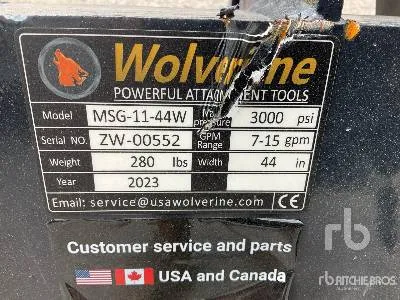 Wolverine
POWERFUL ATTACHMENT TOOLS
Model MSG-11-44W pressure 3000 psi
Serial NO. ZW-00552 GPM Range 7-15 gpm
Weight 280 lbs Width 44 in
Year 2023
Email: service@usawolverine.com CE
Customer service and parts
USA and Canada
rb
RITCHIE BROS